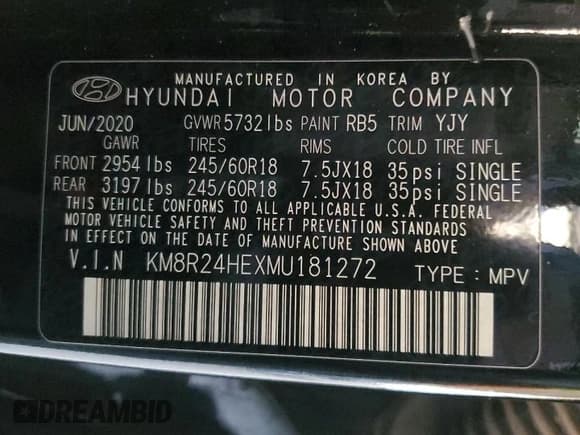 MANUFACTURED IN KOREA BY
HYUNDAI MOTOR COMPANY
JUN/2020 GVWR5732lbs PAINT RB5 TRIM YJY
GAWR TIRES RIMS COLD TIRE INFL
FRONT 2954lbs 245/60R18 7.5JX18 35psi SINGLE
REAR 3197lbs 245/60R18 7.5JX18 35psi SINGLE
THIS VEHICLE CONFORMS TO ALL APPLICABLE U.S.A. FEDERAL
MOTOR VEHICLE SAFETY AND THEFT PREVENTION STANDARDS
IN EFFECT ON THE DATE OF MANUFACTURE SHOWN ABOVE
V.I.N KM8R24HEXMU181272 TYPE : MPV
DREAMBID